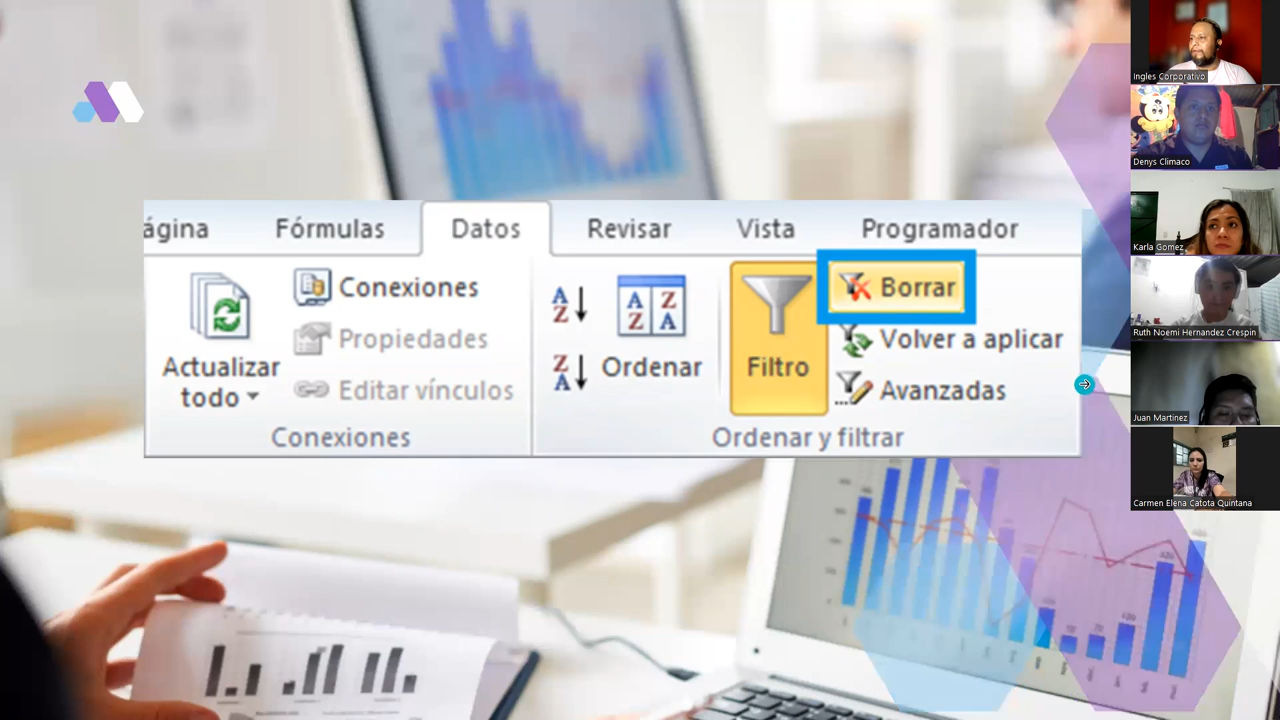 ágina
Fórmulas
Datos
Revisar
Vista
Programador
Actualizar
todo
Conexiones
Propiedades
Editar vínculos
Conexiones
A
Z
Z
A
A Z
Z A
Ordenar
Filtro
Borrar
Volver a aplicar
Avanzadas
Ordenar y filtrar
Ingles Corporativo
Denys Climaco
Karla Gomez
Ruth Noemi Hernandez Crespin
Juan Martinez
Carmen Elena Catota Quintana